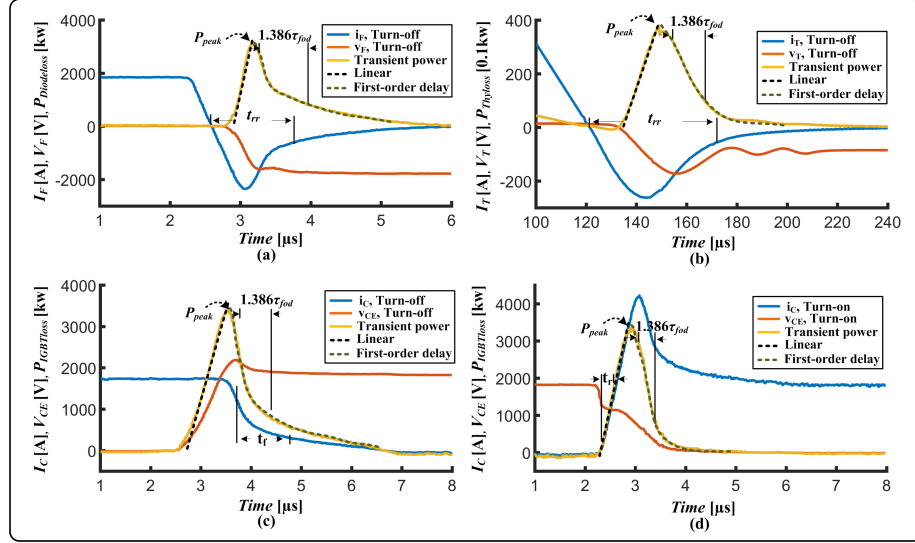 I_F [A], V_F [V], P_Diodeloss [kw]
4000
2000
0
-2000
P_peak
1.386τ_fod
t_rr
i_F, Turn-off
v_F, Turn-off
Transient power
Linear
First-order delay
1 2 3 4 5 6
Time [µs]
(a)
I_T [A], V_T [V], P_Thyloss [0.1kw]
400
200
0
-200
P_peak
1.386τ_fod
t_rr
i_T, Turn-off
v_T, Turn-off
Transient power
Linear
First-order delay
100 120 140 160 180 200 220 240
Time [µs]
(b)
I_C [A], V_CE [V], P_IGBTloss [kw]
4000
3000
2000
1000
0
P_peak
1.386τ_fod
t_f
i_C, Turn-off
v_CE, Turn-off
Transient power
Linear
First-order delay
1 2 3 4 5 6 7 8
Time [µs]
(c)
I_C [A], V_CE [V], P_IGBTloss [kw]
4000
3000
2000
1000
0
P_peak
1.386τ_fod
t_r
i_C, Turn-on
v_CE, Turn-on
Transient power
Linear
First-order delay
1 2 3 4 5 6 7 8
Time [µs]
(d)